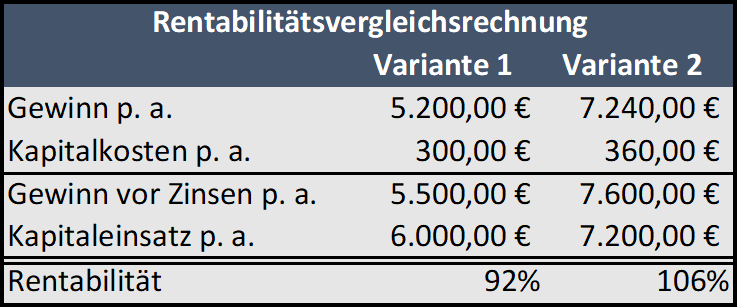 Rentabilitätsvergleichsrechnung
Variante 1 Variante 2
Gewinn p. a. 5.200,00 € 7.240,00 €
Kapitalkosten p. a. 300,00 € 360,00 €
Gewinn vor Zinsen p. a. 5.500,00 € 7.600,00 €
Kapitaleinsatz p. a. 6.000,00 € 7.200,00 €
Rentabilität 92% 106%